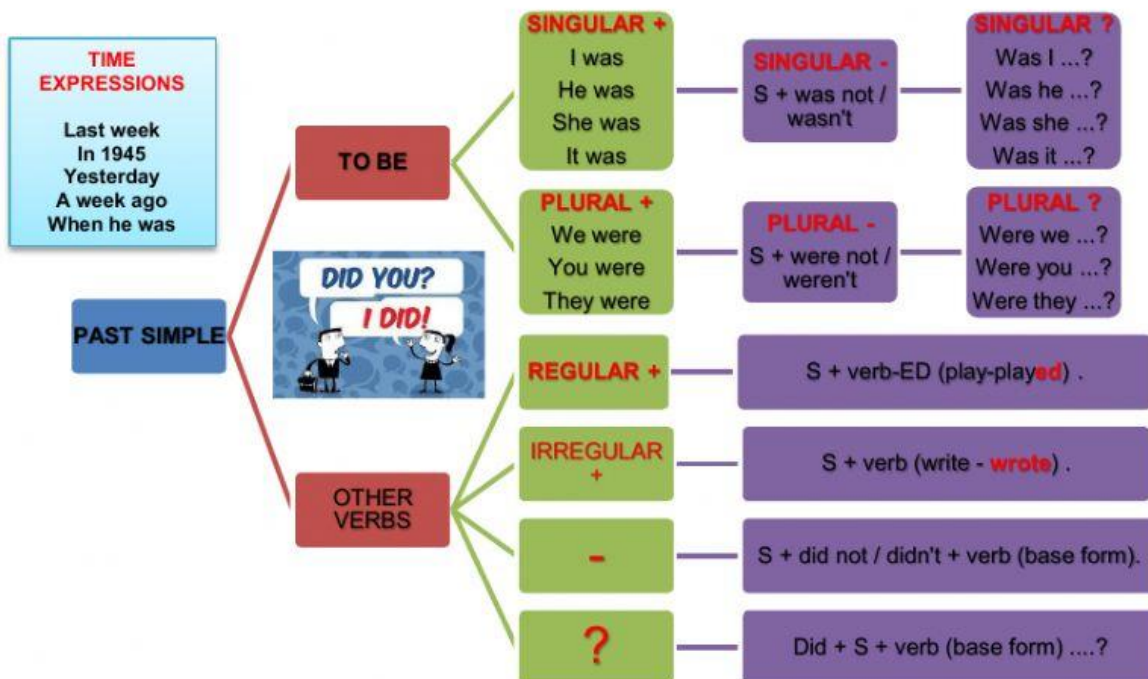 TIME
EXPRESSIONS
Last week
In 1945
Yesterday
A week ago
When he was
PAST SIMPLE
TO BE
SINGULAR +
I was
He was
She was
It was
SINGULAR -
S + was not /
wasn't
SINGULAR ?
Was I ...?
Was he ...?
Was she ...?
Was it ...?
PLURAL +
We were
You were
They were
PLURAL -
S + were not /
weren't
PLURAL ?
Were we ...?
Were you ...?
Were they ...?
DID YOU?
I DID!
OTHER
VERBS
REGULAR +
S + verb-ED (play-played) .
IRREGULAR
+
S + verb (write - wrote) .
-
S + did not / didn't + verb (base form).
?
Did + S + verb (base form) ....?